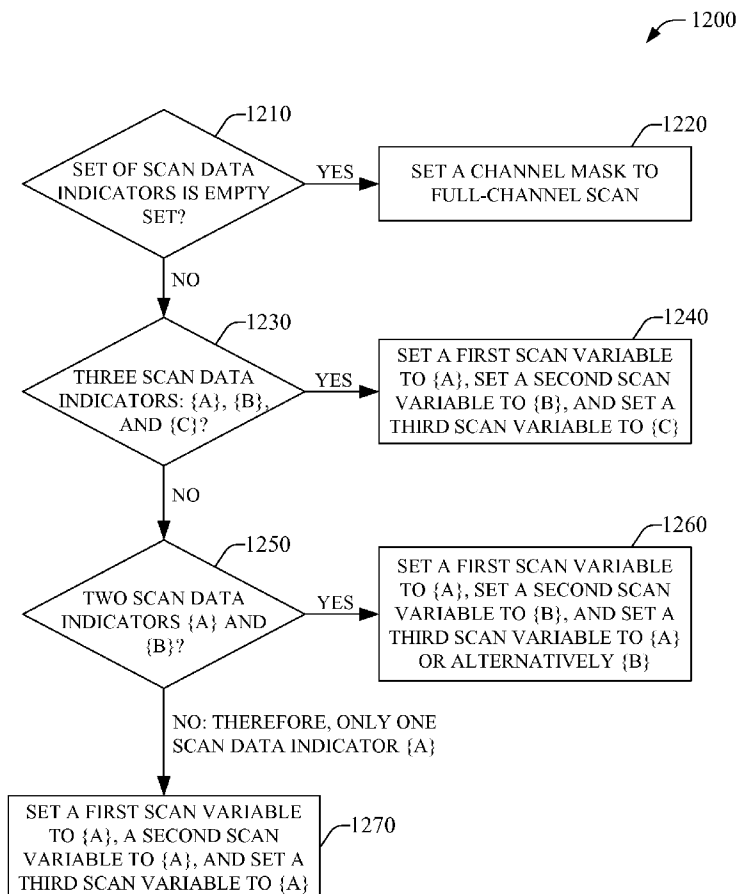 1200
1210
SET OF SCAN DATA
INDICATORS IS EMPTY
SET?
YES
1220
SET A CHANNEL MASK TO
FULL-CHANNEL SCAN
NO
1230
THREE SCAN DATA
INDICATORS: {A}, {B},
AND {C}?
YES
1240
SET A FIRST SCAN VARIABLE
TO {A}, SET A SECOND SCAN
VARIABLE TO {B}, AND SET A
THIRD SCAN VARIABLE TO {C}
NO
1250
TWO SCAN DATA
INDICATORS {A} AND
{B}?
YES
1260
SET A FIRST SCAN VARIABLE
TO {A}, SET A SECOND SCAN
VARIABLE TO {B}, AND SET A
THIRD SCAN VARIABLE TO {A}
OR ALTERNATIVELY {B}
NO: THEREFORE, ONLY ONE
SCAN DATA INDICATOR {A}
SET A FIRST SCAN VARIABLE
TO {A}, A SECOND SCAN
VARIABLE TO {A}, AND SET A
THIRD SCAN VARIABLE TO {A}
1270